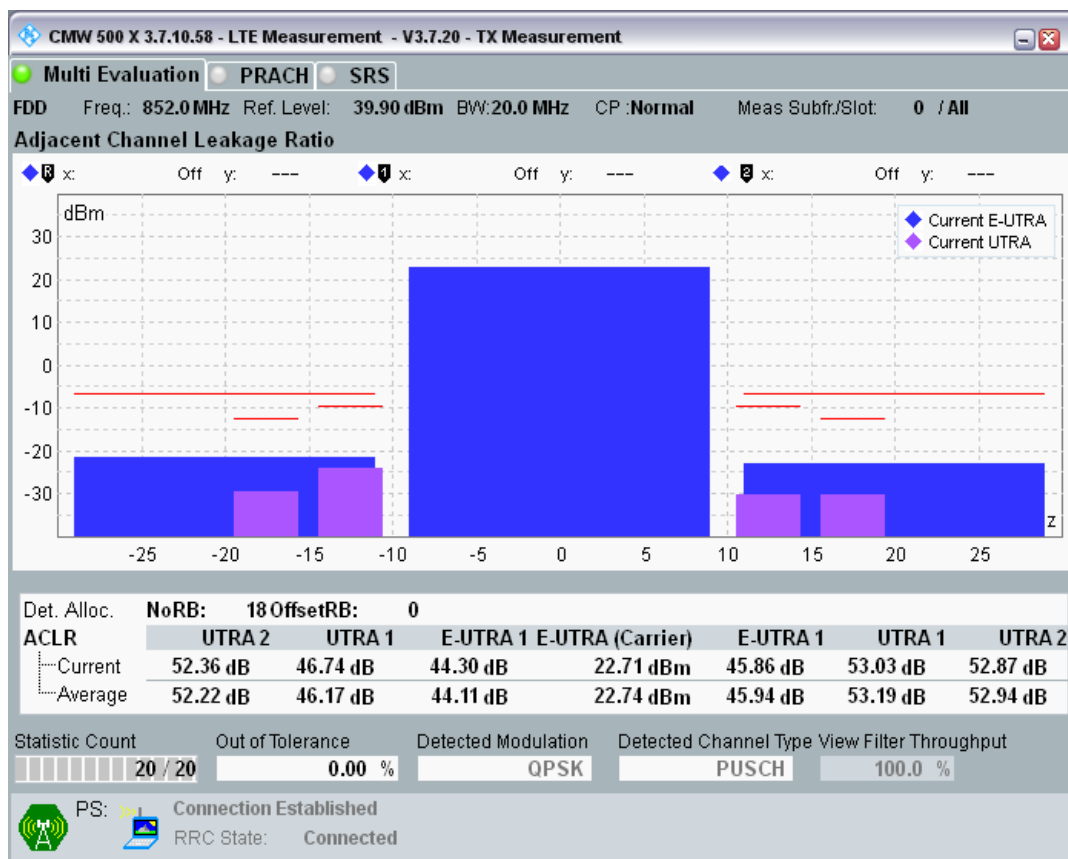 CMW 500 X 3.7.10.58 - LTE Measurement - V3.7.20 - TX Measurement
Multi Evaluation PRACH SRS
FDD Freq.: 852.0 MHz Ref. Level: 39.90 dBm BW:20.0 MHz CP :Normal Meas Subfr./Slot: 0 / All
Adjacent Channel Leakage Ratio
R x: Off y: --- 1 x: Off y: --- 2 x: Off y: ---
dBm
Current E-UTRA
Current UTRA
30
20
10
0
-10
-20
-30
z
-25 -20 -15 -10 -5 0 5 10 15 20 25
Det. Alloc. NoRB: 18 OffsetRB: 0
ACLR UTRA 2 UTRA 1 E-UTRA 1 E-UTRA (Carrier) E-UTRA 1 UTRA 1 UTRA 2
Current 52.36 dB 46.74 dB 44.30 dB 22.71 dBm 45.86 dB 53.03 dB 52.87 dB
Average 52.22 dB 46.17 dB 44.11 dB 22.74 dBm 45.94 dB 53.19 dB 52.94 dB
Statistic Count Out of Tolerance Detected Modulation Detected Channel Type View Filter Throughput
20 / 20 0.00 % QPSK PUSCH 100.0 %
PS: Connection Established
RRC State: Connected